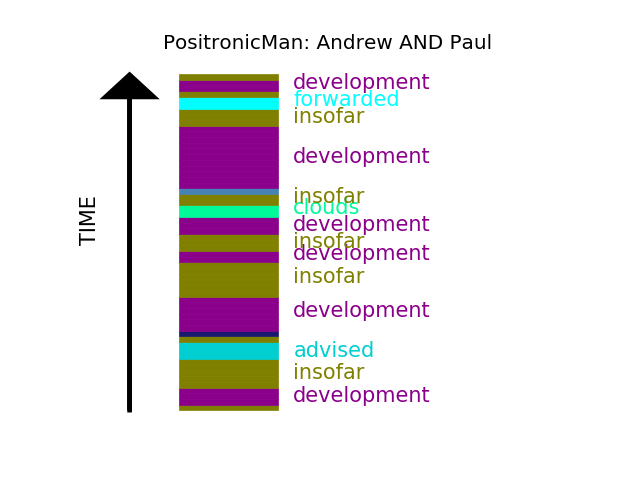 PositronicMan: Andrew AND Paul
development
forwarded
insofar
development
insofar
clouds
development
insofar
development
insofar
development
advised
insofar
development
TIME